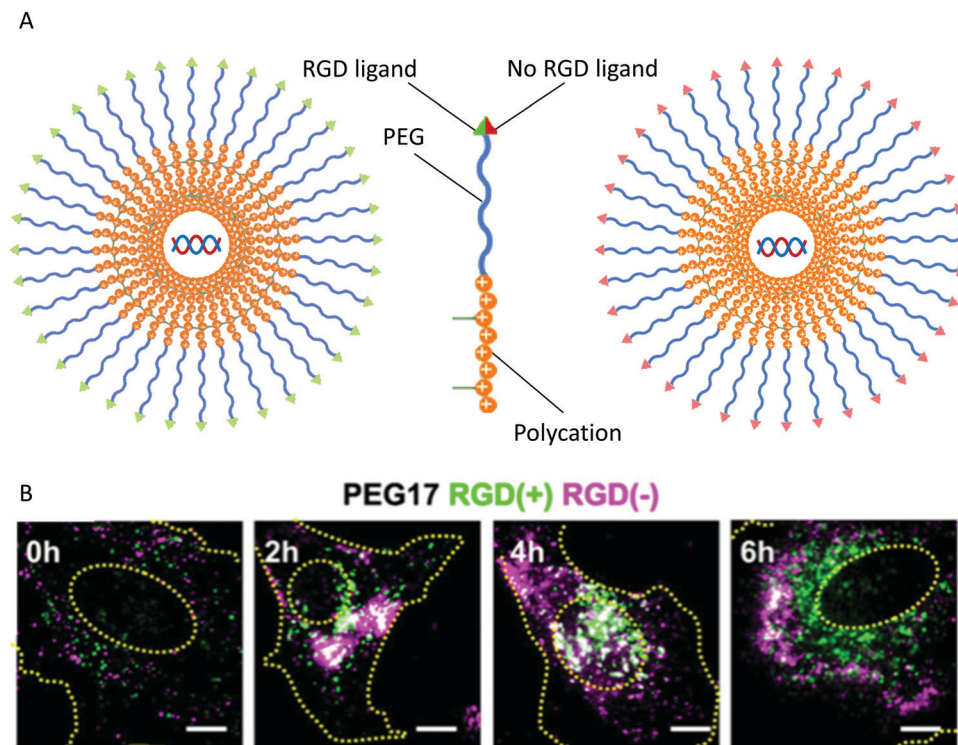 A
RGD ligand
No RGD ligand
PEG
Polycation
B
PEG17 RGD(+) RGD(-)
0h
2h
4h
6h